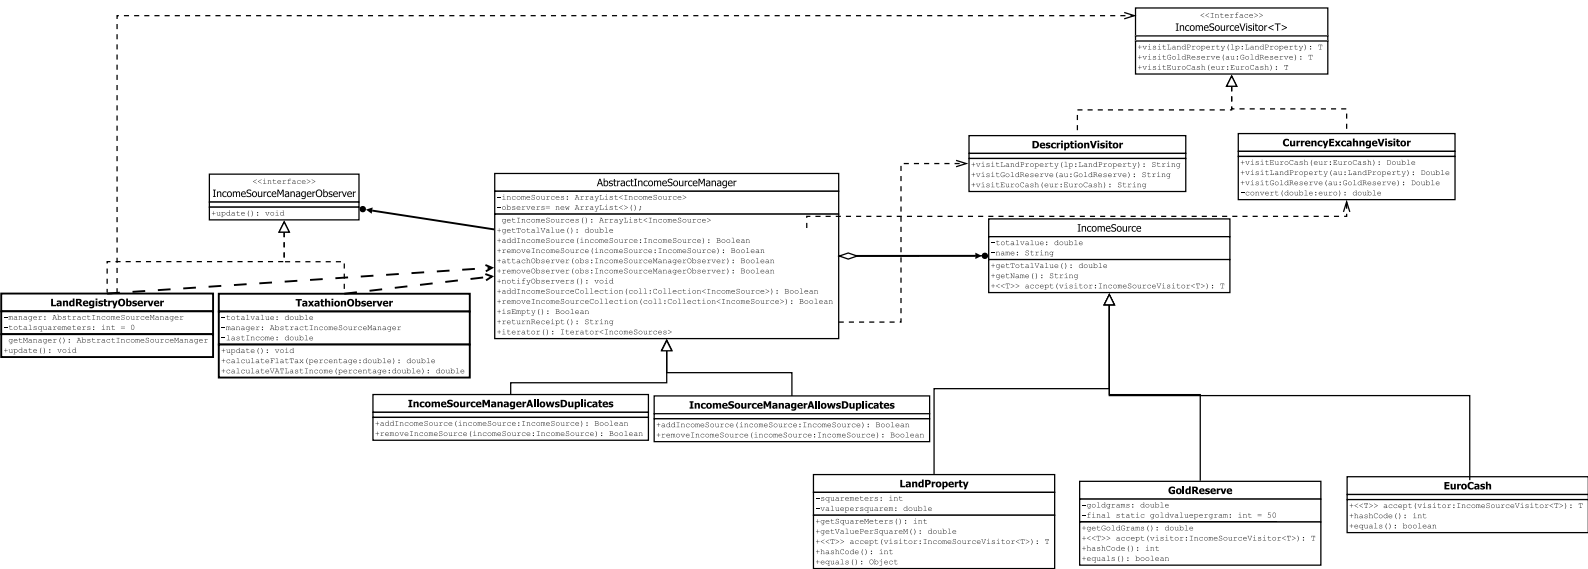 <<Interface>>
IncomeSourceVisitor<T>
+visitLandProperty(lp:LandProperty): T
+visitGoldReserve(au:GoldReserve): T
+visitEuroCash(eur:EuroCash): T
DescriptionVisitor
+visitLandProperty(lp:LandProperty): String
+visitGoldReserve(au:GoldReserve): String
+visitEuroCash(eur:EuroCash): String
CurrencyExcahngeVisitor
+visitEuroCash(eur:EuroCash): Double
+visitLandProperty(au:LandProperty): Double
+visitGoldReserve(au:GoldReserve): Double
-convert(double:euro): double
<<interface>>
IncomeSourceManagerObserver
+update(): void
AbstractIncomeSourceManager
-incomeSources: ArrayList<IncomeSource>
-observers= new ArrayList<>();
getIncomeSources(): ArrayList<IncomeSource>
+getTotalValue(): double
+addIncomeSource(incomeSource:IncomeSource): Boolean
+removeIncomeSource(incomeSource:IncomeSource): Boolean
+attachObserver(obs:IncomeSourceManagerObserver): Boolean
+removeObserver(obs:IncomeSourceManagerObserver): Boolean
+notifyObservers(): void
+addIncomeSourceCollection(coll:Collection<IncomeSource>): Boolean
+removeIncomeSourceCollection(coll:Collection<IncomeSource>): Boolean
+isEmpty(): Boolean
+returnReceipt(): String
+iterator(): Iterator<IncomeSources>
IncomeSource
-totalvalue: double
-name: String
+getTotalValue(): double
+getName(): String
+<<T>> accept(visitor:IncomeSourceVisitor<T>): T
LandRegistryObserver
-manager: AbstractIncomeSourceManager
-totalsquaremeters: int = 0
getManager(): AbstractIncomeSourceManager
+update(): void
TaxathionObserver
-totalvalue: double
-manager: AbstractIncomeSourceManager
-lastIncome: double
+update(): void
+calculateFlatTax(percentage:double): double
+calculateVATLastIncome(percentage:double): double
IncomeSourceManagerAllowsDuplicates
+addIncomeSource(incomeSource:IncomeSource): Boolean
+removeIncomeSource(incomeSource:IncomeSource): Boolean
IncomeSourceManagerAllowsDuplicates
+addIncomeSource(incomeSource:IncomeSource): Boolean
+removeIncomeSource(incomeSource:IncomeSource): Boolean
LandProperty
-squaremeters: int
-valuepersquarem: double
+getSquareMeters(): int
+getValuePerSquareM(): double
+<<T>> accept(visitor:IncomeSourceVisitor<T>): T
+hashCode(): int
+equals(): Object
GoldReserve
-goldgrams: double
-final static goldvaluepergram: int = 50
+getGoldGrams(): double
+<<T>> accept(visitor:IncomeSourceVisitor<T>): T
+hashCode(): int
+equals(): boolean
EuroCash
+<<T>> accept(visitor:IncomeSourceVisitor<T>): T
+hashCode(): int
+equals(): boolean